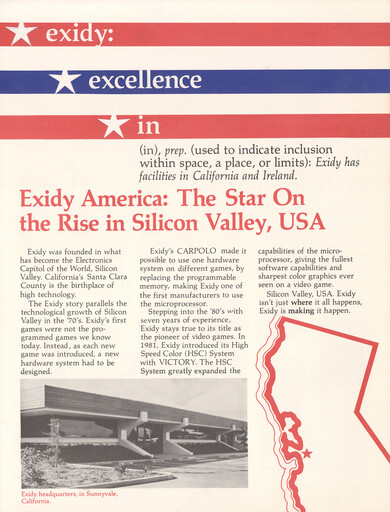 exidy:
excellence
in
(in), prep. (used to indicate inclusion
within space, a place, or limits): Exidy has
facilities in California and Ireland.
Exidy America: The Star On
the Rise in Silicon Valley, USA
Exidy was founded in what
has become the Electronics
Capitol of the World, Silicon
Valley. California's Santa Clara
County is the birthplace of
high technology.
The Exidy story parallels the
technological growth of Silicon
Valley in the '70's. Exidy's first
games were not the pro-
grammed games we know
today. Instead, as each new
game was introduced, a new
hardware system had to be
designed.
Exidy's CARPOLO made it
possible to use one hardware
system on different games, by
replacing the programmable
memory, making Exidy one of
the first manufacturers to use
the microprocessor.
Stepping into the '80's with
seven years of experience,
Exidy stays true to its title as
the pioneer of video games. In
1981, Exidy introduced its High
Speed Color (HSC) System
with VICTORY. The HSC
System greatly expanded the
capabilities of the micro-
processor, giving the fullest
software capabilities and
sharpest color graphics ever
seen on a video game.
Silicon Valley, USA. Exidy
isn't just where it all happens,
Exidy is making it happen.
Exidy headquarters, in Sunnyvale,
California.